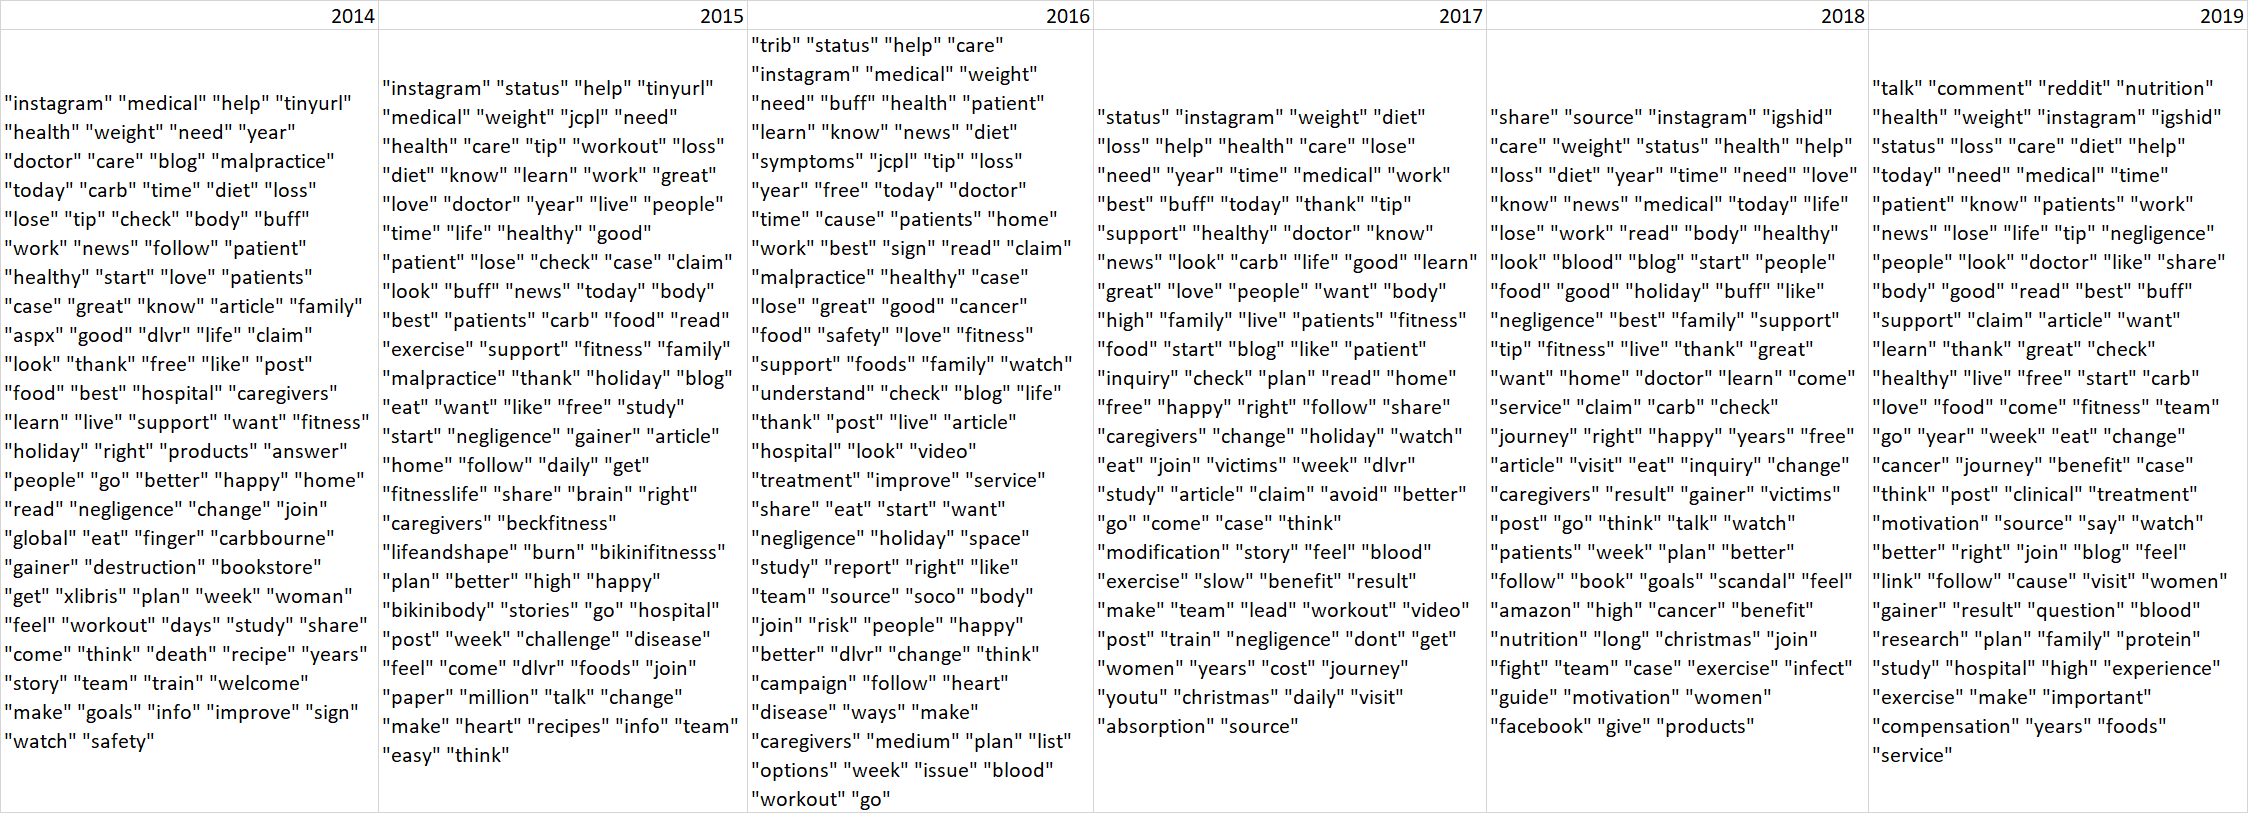 2014
"instagram" "medical" "help" "tinyurl"
"health" "weight" "need" "year"
"doctor" "care" "blog" "malpractice"
"today" "carb" "time" "diet" "loss"
"lose" "tip" "check" "body" "buff"
"work" "news" "follow" "patient"
"healthy" "start" "love" "patients"
"case" "great" "know" "article" "family"
"aspx" "good" "dlvr" "life" "claim"
"look" "thank" "free" "like" "post"
"food" "best" "hospital" "caregivers"
"learn" "live" "support" "want" "fitness"
"holiday" "right" "products" "answer"
"people" "go" "better" "happy" "home"
"read" "negligence" "change" "join"
"global" "eat" "finger" "carbbourne"
"gainer" "destruction" "bookstore"
"get" "xlibris" "plan" "week" "woman"
"feel" "workout" "days" "study" "share"
"come" "think" "death" "recipe" "years"
"story" "team" "train" "welcome"
"make" "goals" "info" "improve" "sign"
"watch" "safety"
2015
"instagram" "status" "help" "tinyurl"
"medical" "weight" "jcpl" "need"
"health" "care" "tip" "workout" "loss"
"diet" "know" "learn" "work" "great"
"love" "doctor" "year" "live" "people"
"time" "life" "healthy" "good"
"patient" "lose" "check" "case" "claim"
"look" "buff" "news" "today" "body"
"best" "patients" "carb" "food" "read"
"exercise" "support" "fitness" "family"
"malpractice" "thank" "holiday" "blog"
"eat" "want" "like" "free" "study"
"start" "negligence" "gainer" "article"
"home" "follow" "daily" "get"
"fitnesslife" "share" "brain" "right"
"caregivers" "beckfitness"
"lifeandshape" "burn" "bikinifitnesss"
"plan" "better" "high" "happy"
"bikinibody" "stories" "go" "hospital"
"post" "week" "challenge" "disease"
"feel" "come" "dlvr" "foods" "join"
"paper" "million" "talk" "change"
"make" "heart" "recipes" "info" "team"
"easy" "think"
2016
"trib" "status" "help" "care"
"instagram" "medical" "weight"
"need" "buff" "health" "patient"
"learn" "know" "news" "diet"
"symptoms" "jcpl" "tip" "loss"
"year" "free" "today" "doctor"
"time" "cause" "patients" "home"
"work" "best" "sign" "read" "claim"
"malpractice" "healthy" "case"
"lose" "great" "good" "cancer"
"food" "safety" "love" "fitness"
"support" "foods" "family" "watch"
"understand" "check" "blog" "life"
"thank" "post" "live" "article"
"hospital" "look" "video"
"treatment" "improve" "service"
"share" "eat" "start" "want"
"negligence" "holiday" "space"
"study" "report" "right" "like"
"team" "source" "soco" "body"
"join" "risk" "people" "happy"
"better" "dlvr" "change" "think"
"campaign" "follow" "heart"
"disease" "ways" "make"
"caregivers" "medium" "plan" "list"
"options" "week" "issue" "blood"
"workout" "go"
2017
"status" "instagram" "weight" "diet"
"loss" "help" "health" "care" "lose"
"need" "year" "time" "medical" "work"
"best" "buff" "today" "thank" "tip"
"support" "healthy" "doctor" "know"
"news" "look" "carb" "life" "good" "learn"
"great" "love" "people" "want" "body"
"high" "family" "live" "patients" "fitness"
"food" "start" "blog" "like" "patient"
"inquiry" "check" "plan" "read" "home"
"free" "happy" "right" "follow" "share"
"caregivers" "change" "holiday" "watch"
"eat" "join" "victims" "week" "dlvr"
"study" "article" "claim" "avoid" "better"
"go" "come" "case" "think"
"modification" "story" "feel" "blood"
"exercise" "slow" "benefit" "result"
"make" "team" "lead" "workout" "video"
"post" "train" "negligence" "dont" "get"
"women" "years" "cost" "journey"
"youtu" "christmas" "daily" "visit"
"absorption" "source"
2018
"share" "source" "instagram" "igshid"
"care" "weight" "status" "health" "help"
"loss" "diet" "year" "time" "need" "love"
"know" "news" "medical" "today" "life"
"lose" "work" "read" "body" "healthy"
"look" "blood" "blog" "start" "people"
"food" "good" "holiday" "buff" "like"
"negligence" "best" "family" "support"
"tip" "fitness" "live" "thank" "great"
"want" "home" "doctor" "learn" "come"
"service" "claim" "carb" "check"
"journey" "right" "happy" "years" "free"
"article" "visit" "eat" "inquiry" "change"
"caregivers" "result" "gainer" "victims"
"post" "go" "think" "talk" "watch"
"patients" "week" "plan" "better"
"follow" "book" "goals" "scandal" "feel"
"amazon" "high" "cancer" "benefit"
"nutrition" "long" "christmas" "join"
"fight" "team" "case" "exercise" "infect"
"guide" "motivation" "women"
"facebook" "give" "products"
2019
"talk" "comment" "reddit" "nutrition"
"health" "weight" "instagram" "igshid"
"status" "loss" "care" "diet" "help"
"today" "need" "medical" "time"
"patient" "know" "patients" "work"
"news" "lose" "life" "tip" "negligence"
"people" "look" "doctor" "like" "share"
"body" "good" "read" "best" "buff"
"support" "claim" "article" "want"
"learn" "thank" "great" "check"
"healthy" "live" "free" "start" "carb"
"love" "food" "come" "fitness" "team"
"go" "year" "week" "eat" "change"
"cancer" "journey" "benefit" "case"
"think" "post" "clinical" "treatment"
"motivation" "source" "say" "watch"
"better" "right" "join" "blog" "feel"
"link" "follow" "cause" "visit" "women"
"gainer" "result" "question" "blood"
"research" "plan" "family" "protein"
"study" "hospital" "high" "experience"
"exercise" "make" "important"
"compensation" "years" "foods"
"service"